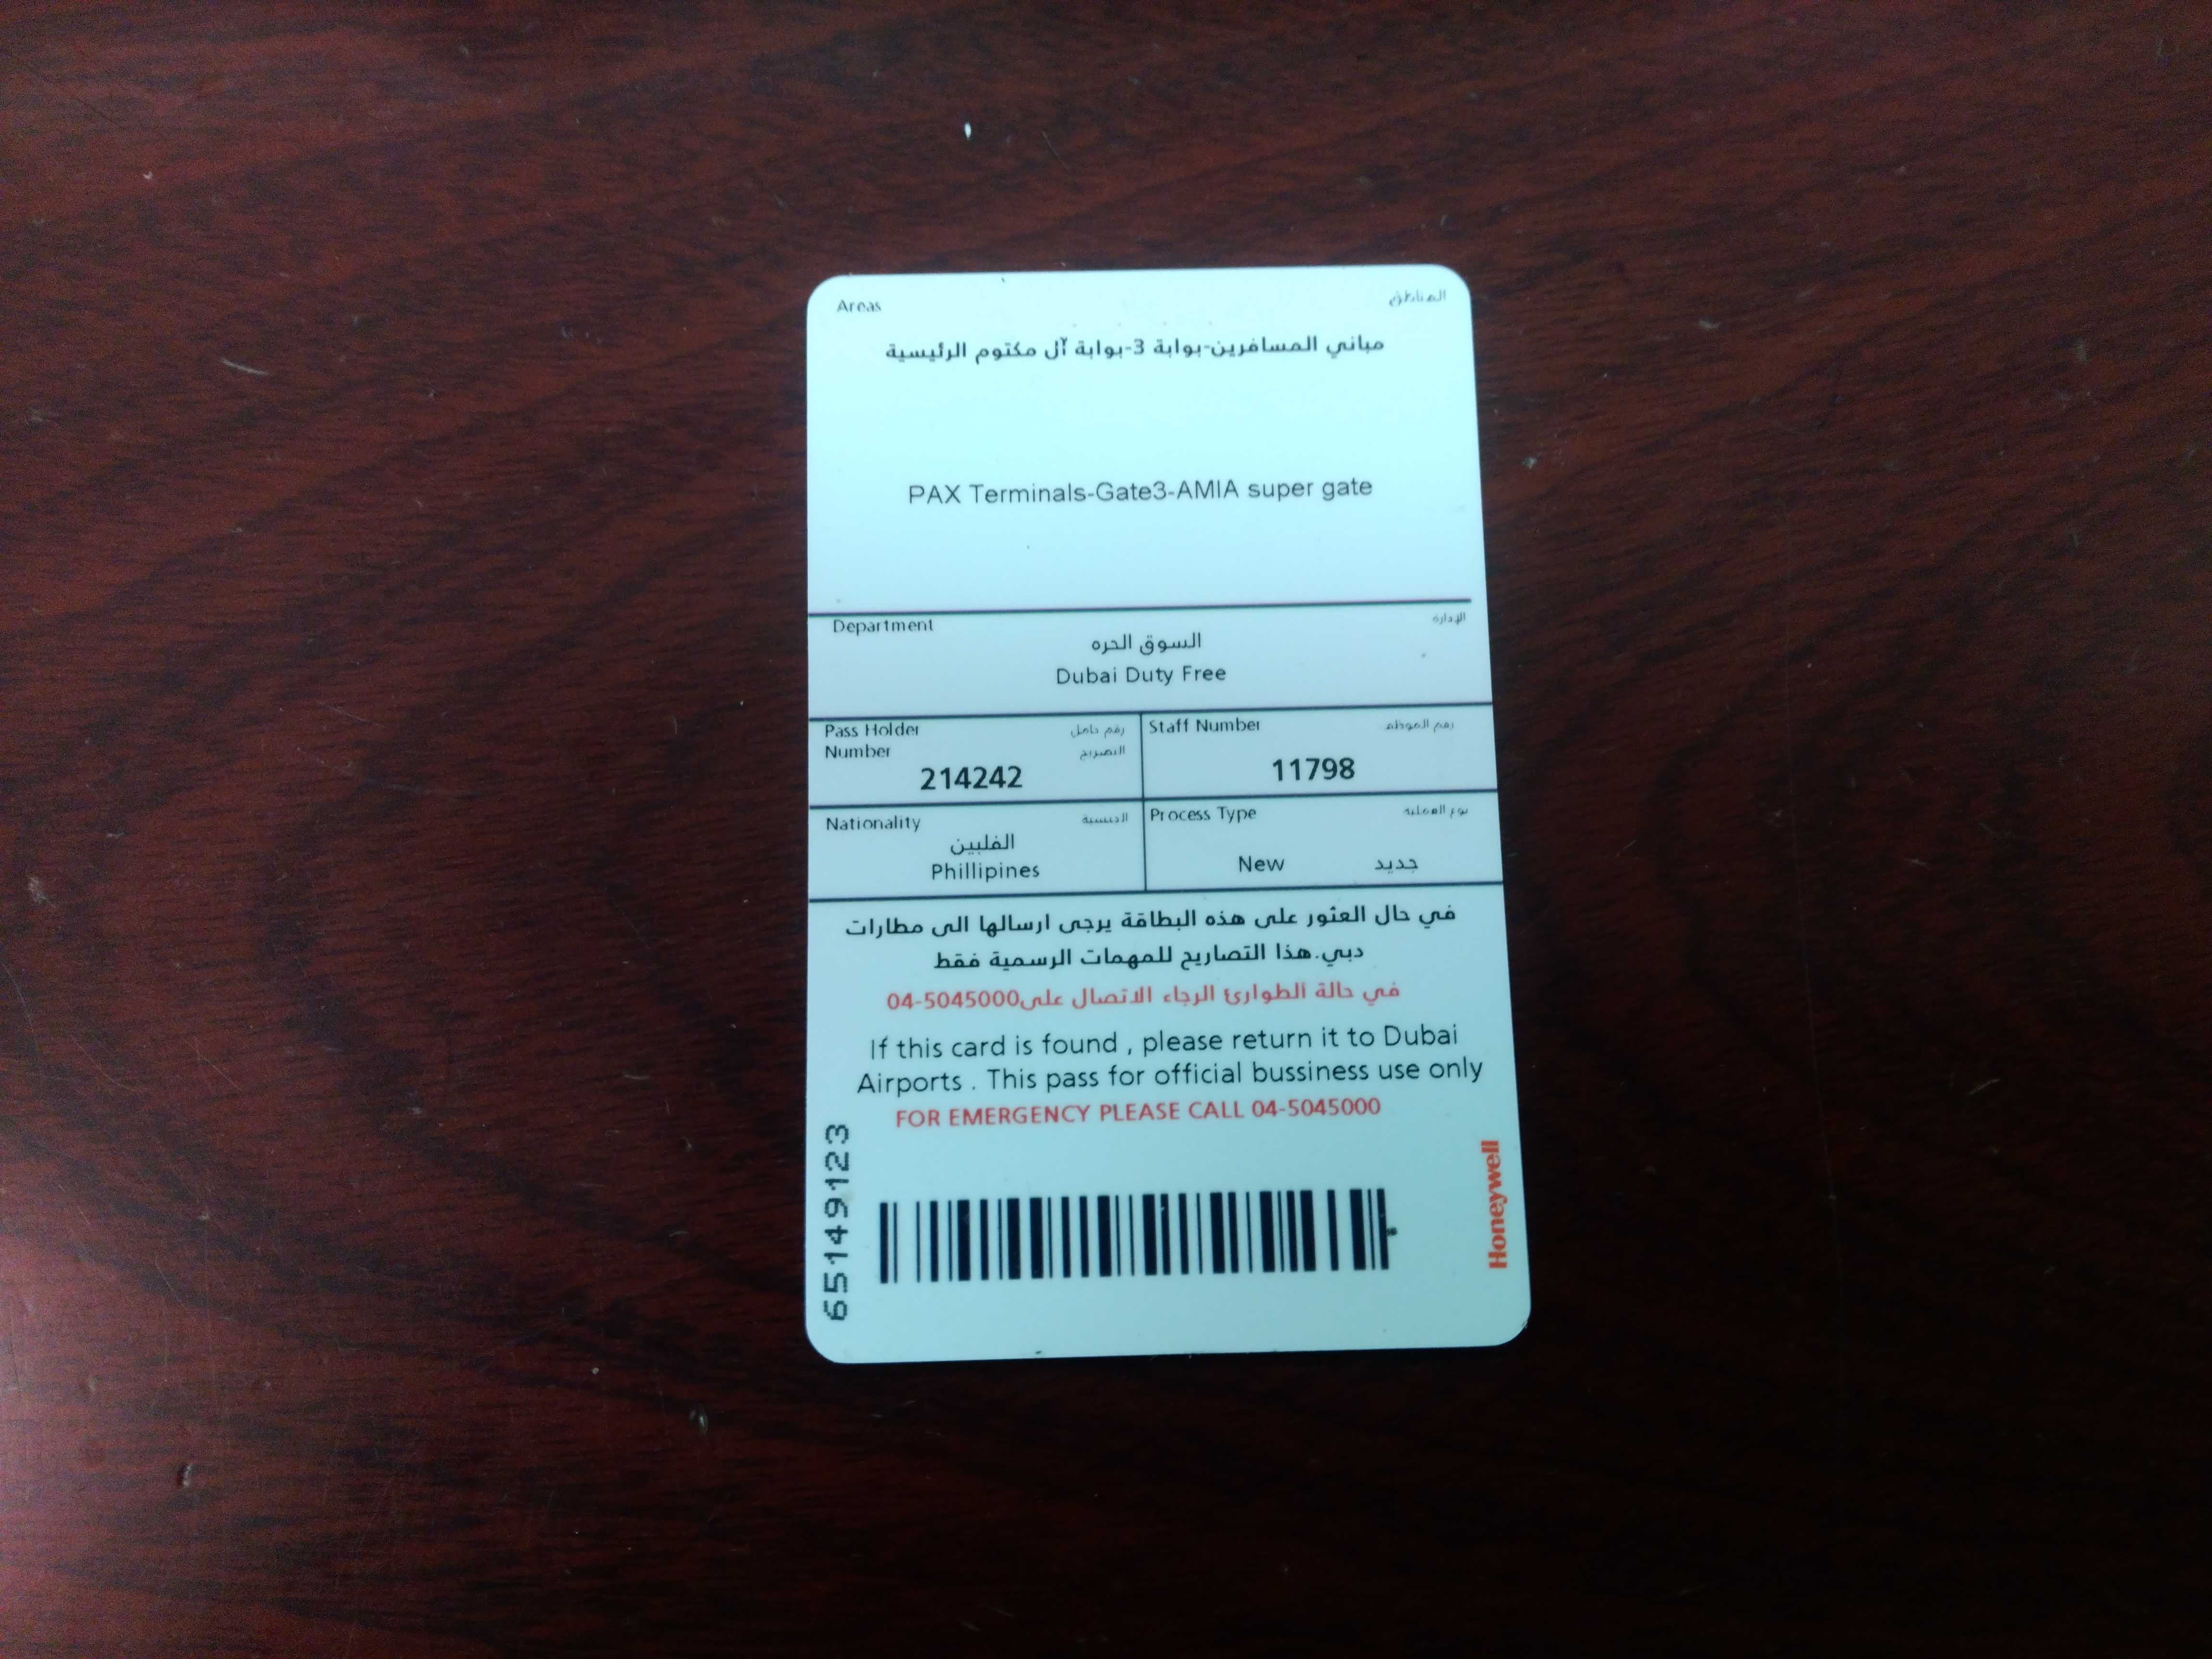 Areas المناطق
مباني المسافرين-بوابة 3-بوابة آل مكتوم الرئيسية
PAX Terminals-Gate3-AMIA super gate
Department الإدارة
السوق الحره
Dubai Duty Free
Pass Holder رقم حامل
Number التصريح
214242
Staff Number رقم الموظف
11798
Nationality الجنسية
الفلبين
Phillipines
Process Type نوع العملية
New جديد
في حال العثور على هذه البطاقة يرجى ارسالها الى مطارات
دبي.هذا التصاريح للمهمات الرسمية فقط
في حالة الطوارئ الرجاء الاتصال على04-5045000
If this card is found , please return it to Dubai
Airports . This pass for official bussiness use only
FOR EMERGENCY PLEASE CALL 04-5045000
65149123
Honeywell